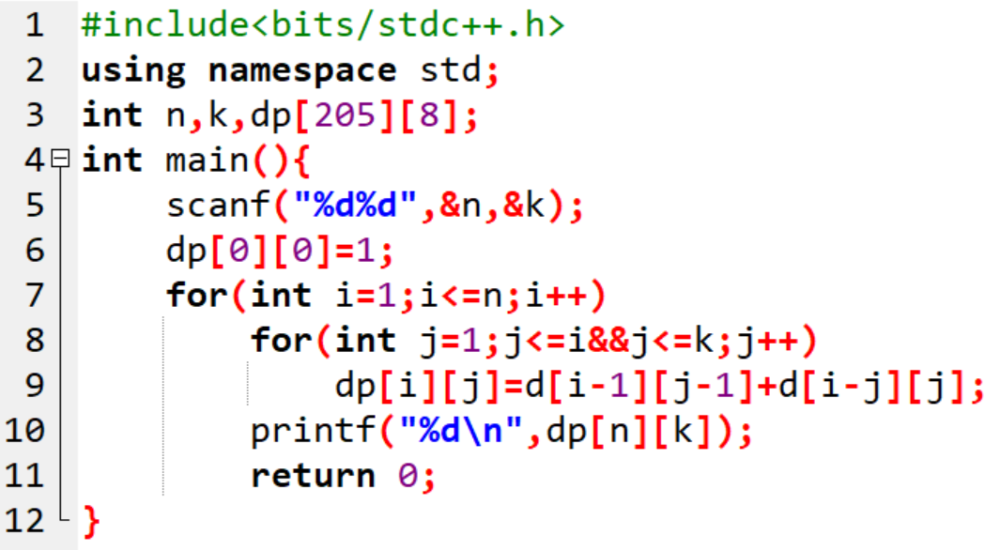 1 #include<bits/stdc++.h>
2 using namespace std;
3 int n,k,dp[205][8];
4 int main(){
5 scanf("%d%d",&n,&k);
6 dp[0][0]=1;
7 for(int i=1;i<=n;i++)
8 for(int j=1;j<=i&&j<=k;j++)
9 dp[i][j]=d[i-1][j-1]+d[i-j][j];
10 printf("%d\n",dp[n][k]);
11 return 0;
12 }